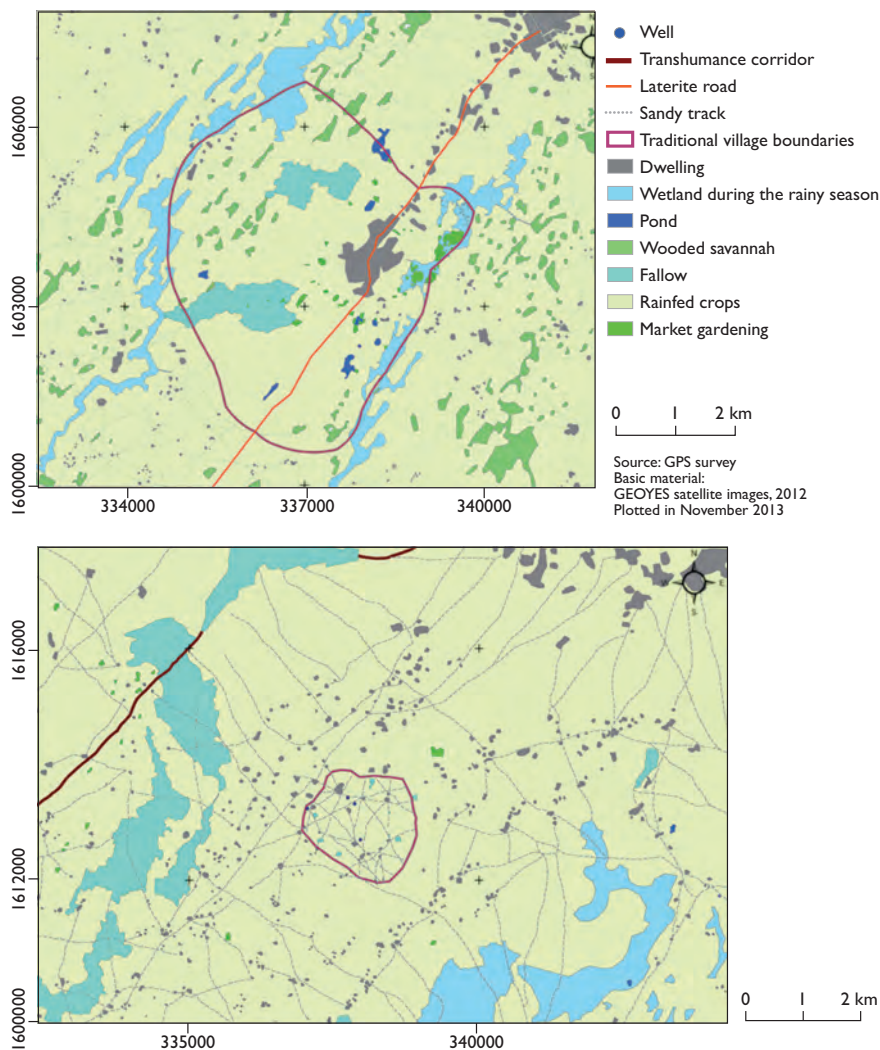 N
W
S
1606000
1603000
1600000
334000
337000
340000
Well
Transhumance corridor
Laterite road
Sandy track
Traditional village boundaries
Dwelling
Wetland during the rainy season
Pond
Wooded savannah
Fallow
Rainfed crops
Market gardening
0 1 2 km
Source: GPS survey
Basic material:
GEOYES satellite images, 2012
Plotted in November 2013
N
W E
S
1616000
1612000
1600000
335000
340000
0 1 2 km